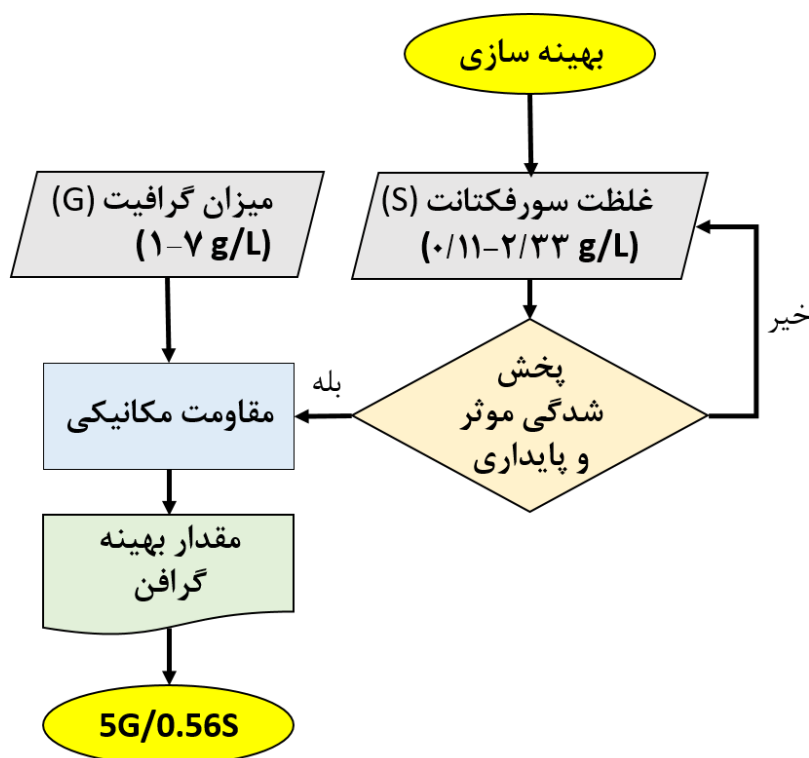 بهینه سازی
غلظت سورفکتانت (S)
(۰/۱۱-۲/۳۳ g/L)
میزان گرافیت (G)
(۱-۷ g/L)
خیر
پخش
شدگی موثر
و پایداری
بله
مقاومت مکانیکی
مقدار بهینه
گرافن
5G/0.56S